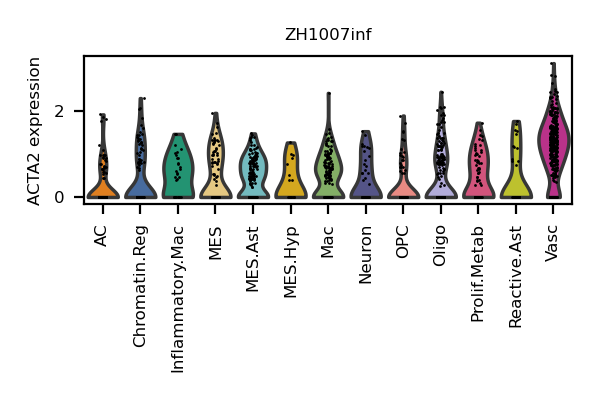 ZH1007inf
ACTA2 expression
2
0
AC
Chromatin.Reg
Inflammatory.Mac
MES
MES.Ast
MES.Hyp
Mac
Neuron
OPC
Oligo
Prolif.Metab
Reactive.Ast
Vasc